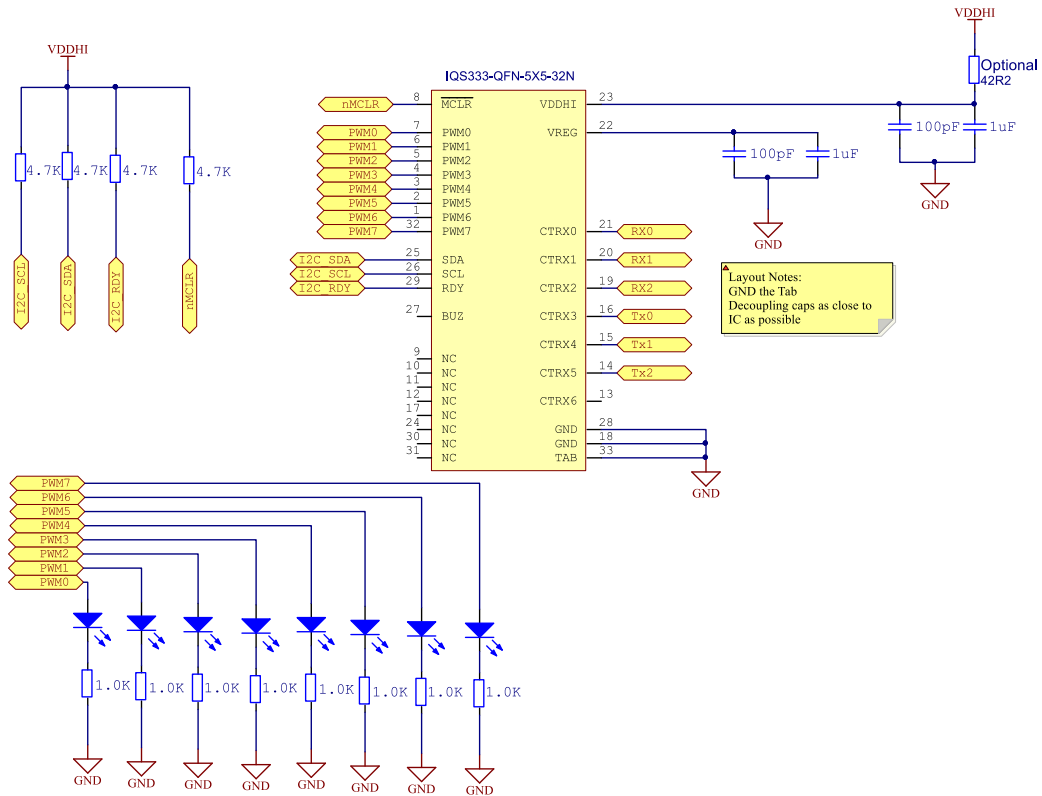 VDDHI
4.7K 4.7K 4.7K 4.7K
I2C_SCL
I2C_SDA
I2C_RDY
nMCLR
IQS333-QFN-5X5-32N
nMCLR 8 MCLR
PWM0 7 PWM0
PWM1 6 PWM1
PWM2 5 PWM2
PWM3 4 PWM3
PWM4 3 PWM4
PWM5 2 PWM5
PWM6 1 PWM6
PWM7 32 PWM7
I2C_SDA 25 SDA
I2C_SCL 26 SCL
I2C_RDY 29 RDY
27 BUZ
9 NC
10 NC
11 NC
12 NC
17 NC
24 NC
30 NC
31 NC
VDDHI 23
VREG 22
CTRX0 21 RX0
CTRX1 20 RX1
CTRX2 19 RX2
CTRX3 16 Tx0
CTRX4 15 Tx1
CTRX5 14 Tx2
CTRX6 13
GND 28
GND 18
TAB 33
GND
VDDHI
Optional
42R2
100pF 1uF
GND
100pF 1uF
GND
Layout Notes:
GND the Tab
Decoupling caps as close to
IC as possible
PWM7
PWM6
PWM5
PWM4
PWM3
PWM2
PWM1
PWM0
1.0K 1.0K 1.0K 1.0K 1.0K 1.0K 1.0K 1.0K
GND GND GND GND GND GND GND GND